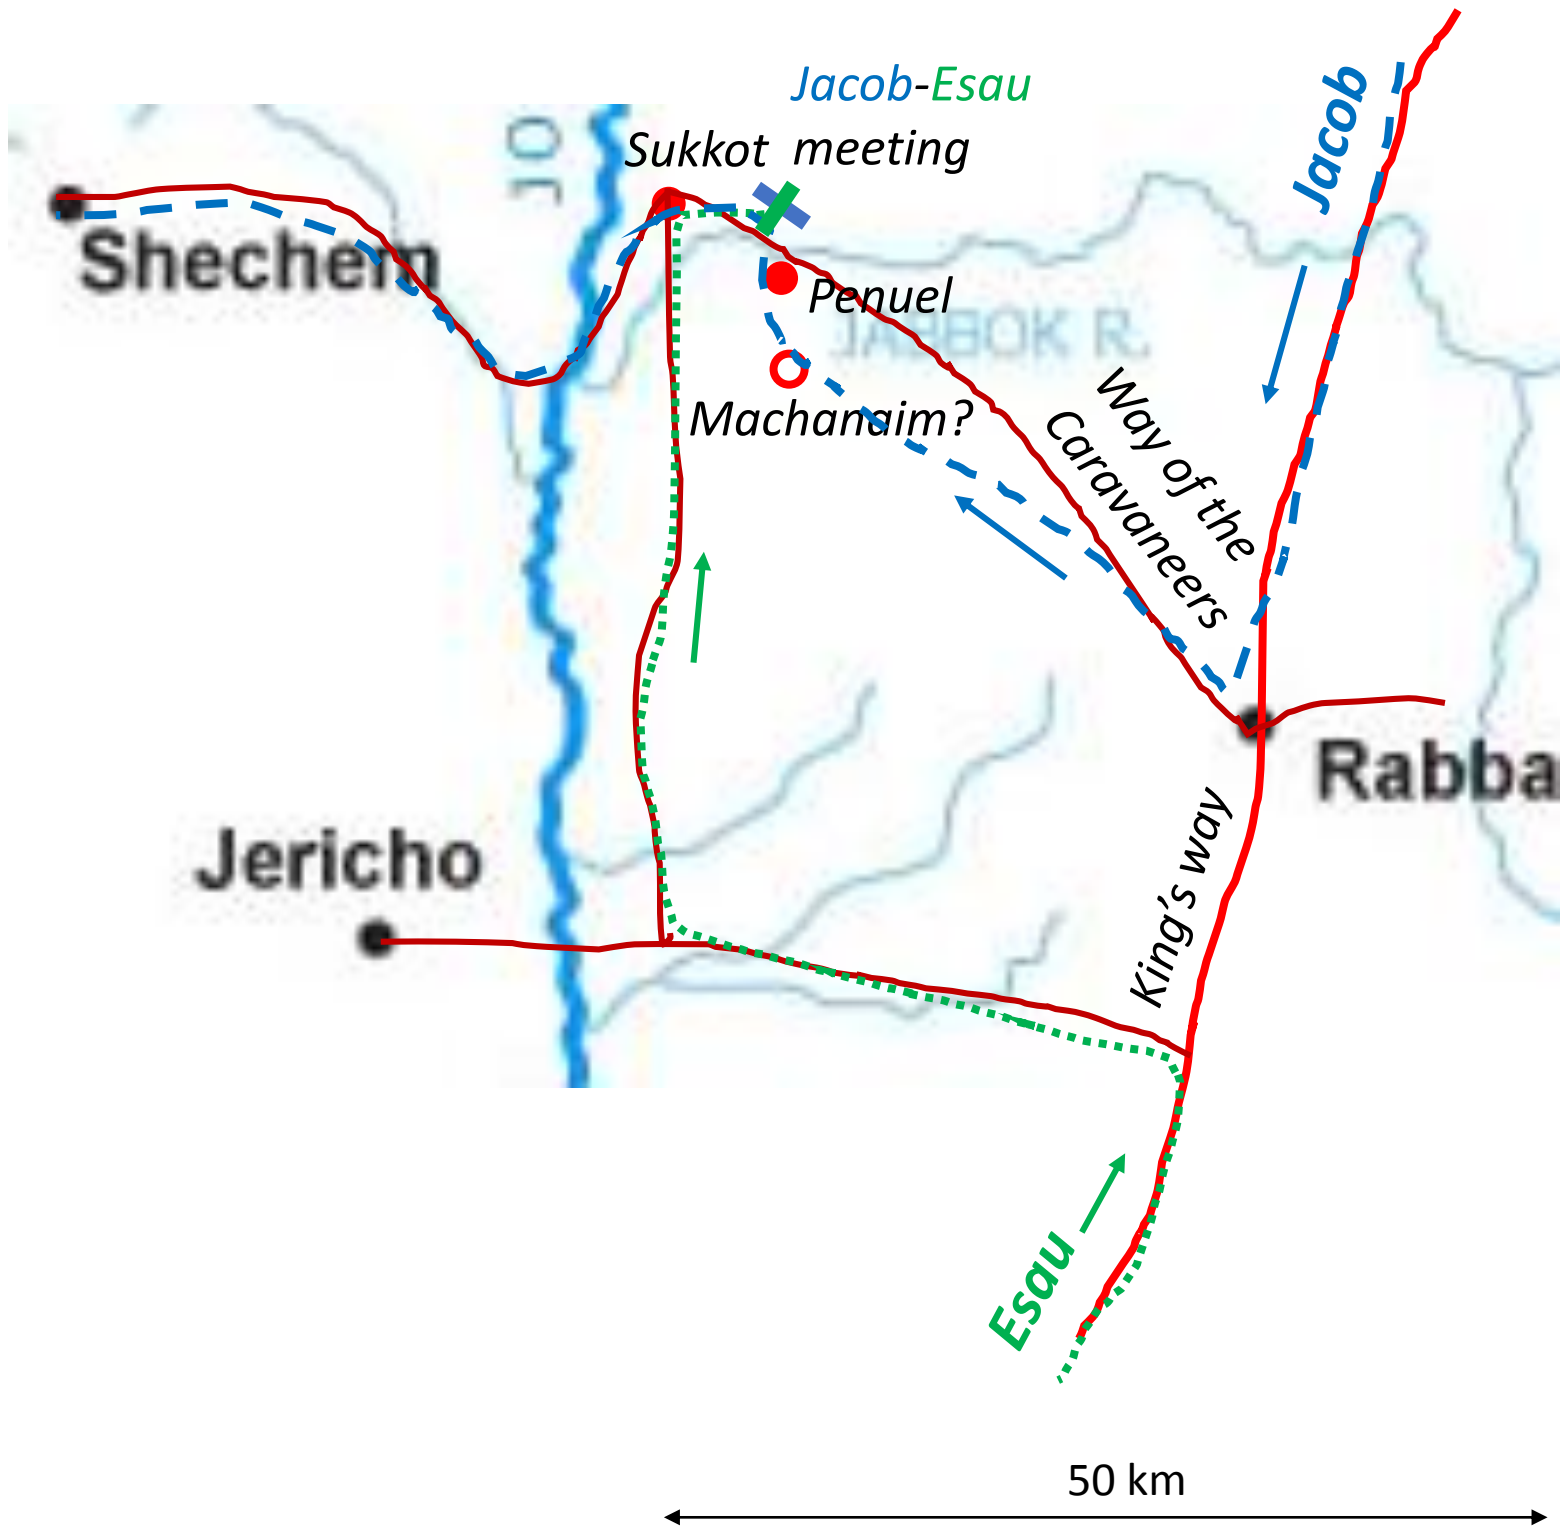 Jacob-Esau
Sukkot meeting
JO
Jacob
Shechem
Penuel
JABBOK R.
Machanaim?
Way of the
Caravaneers
Rabba
King's way
Jericho
Esau
50 km